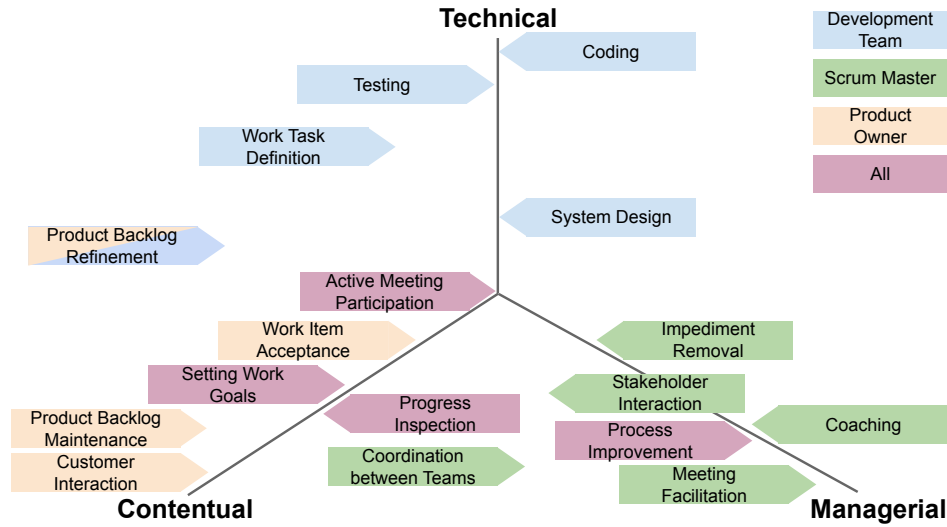 Technical
Development
Team
Scrum Master
Product
Owner
All
Coding
Testing
Work Task
Definition
System Design
Product Backlog
Refinement
Active Meeting
Participation
Work Item
Acceptance
Impediment
Removal
Setting Work
Goals
Stakeholder
Interaction
Product Backlog
Maintenance
Progress
Inspection
Process
Improvement
Coaching
Customer
Interaction
Coordination
between Teams
Meeting
Facilitation
Contentual
Managerial